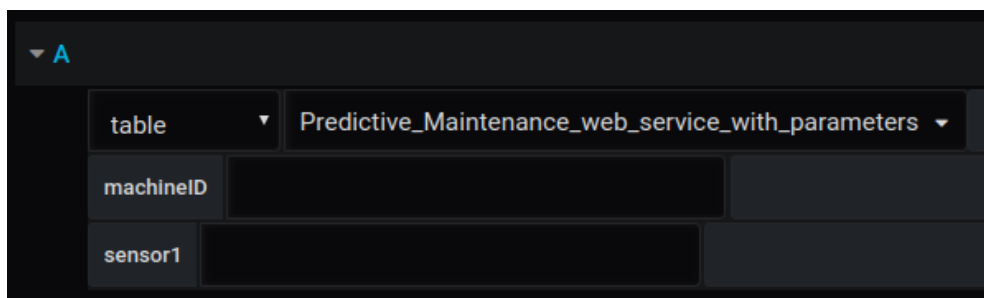 A
table Predictive_Maintenance_web_service_with_parameters
machineID
sensor1